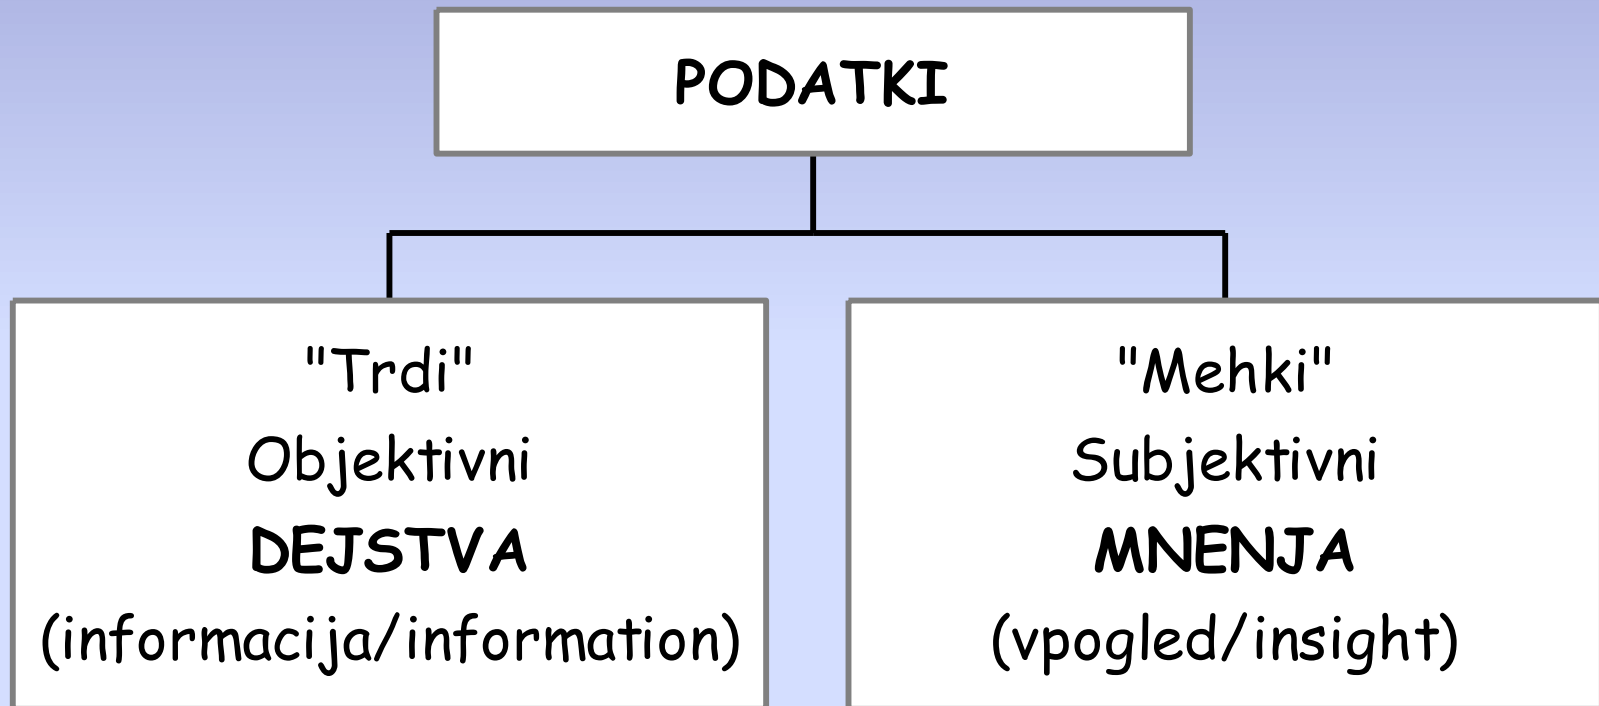 PODATKI
"Trdi"
Objektivni
DEJSTVA
(informacija/information)
"Mehki"
Subjektivni
MNENJA
(vpogled/insight)